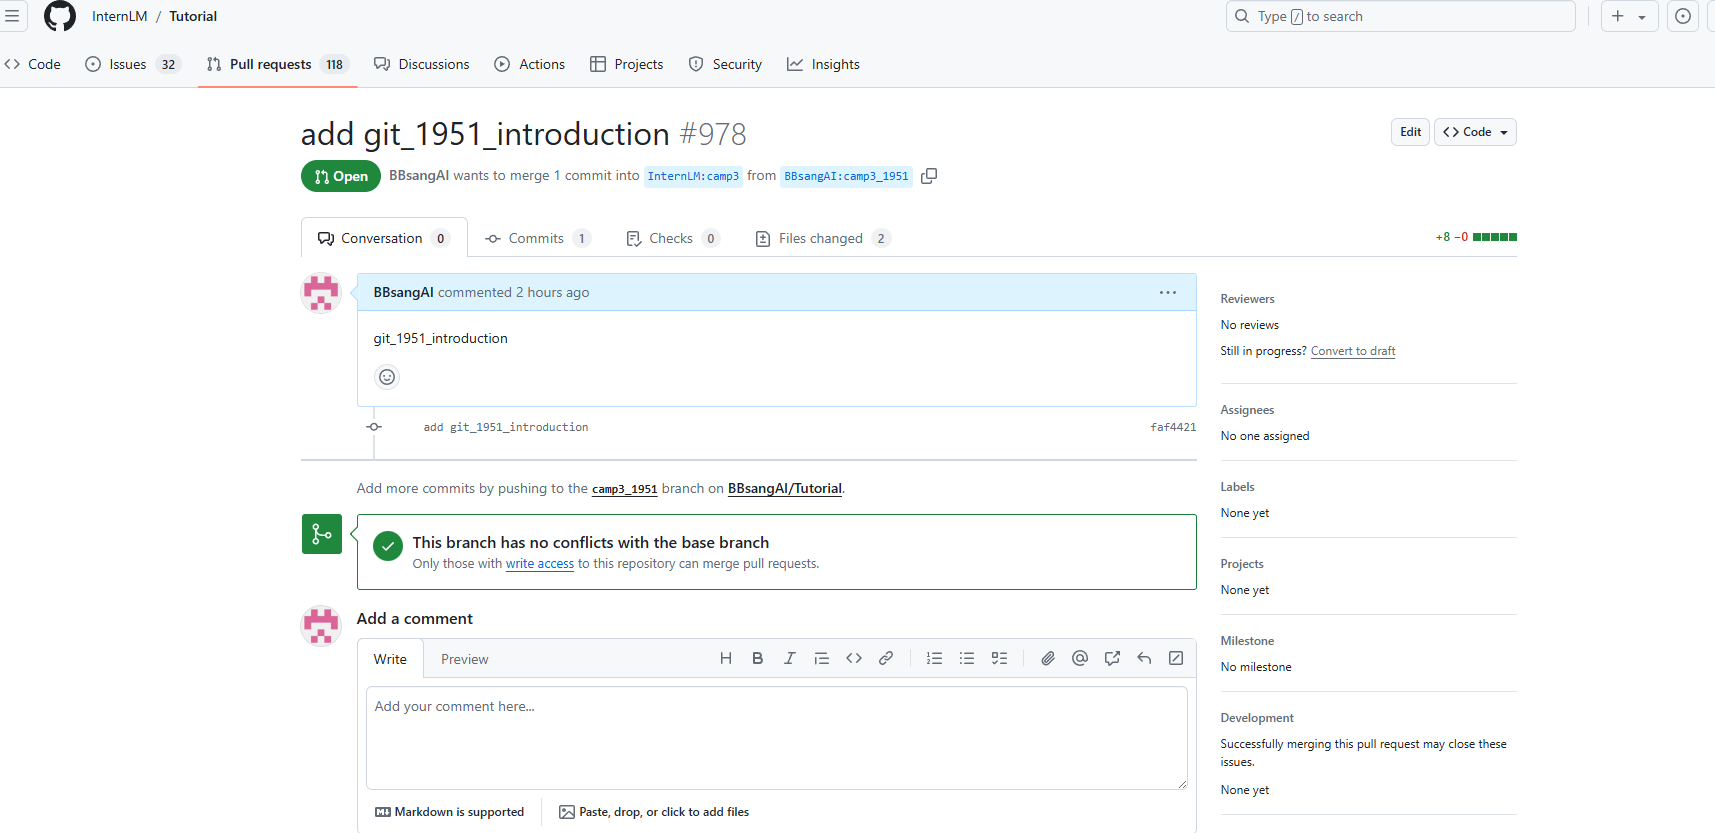 InternLM / Tutorial
Type / to search
Code
Issues 32
Pull requests 118
Discussions
Actions
Projects
Security
Insights
add git_1951_introduction #978
Edit
Code
Open
BBsangAI wants to merge 1 commit into InternLM:camp3 from BBsangAI:camp3_1951
Conversation 0
Commits 1
Checks 0
Files changed 2
+8 −0
BBsangAI commented 2 hours ago
git_1951_introduction
add git_1951_introduction faf4421
Add more commits by pushing to the camp3_1951 branch on BBsangAI/Tutorial.
This branch has no conflicts with the base branch
Only those with write access to this repository can merge pull requests.
Add a comment
Write
Preview
Add your comment here...
Markdown is supported
Paste, drop, or click to add files
Reviewers
No reviews
Still in progress? Convert to draft
Assignees
No one assigned
Labels
None yet
Projects
None yet
Milestone
No milestone
Development
Successfully merging this pull request may close these
issues.
None yet